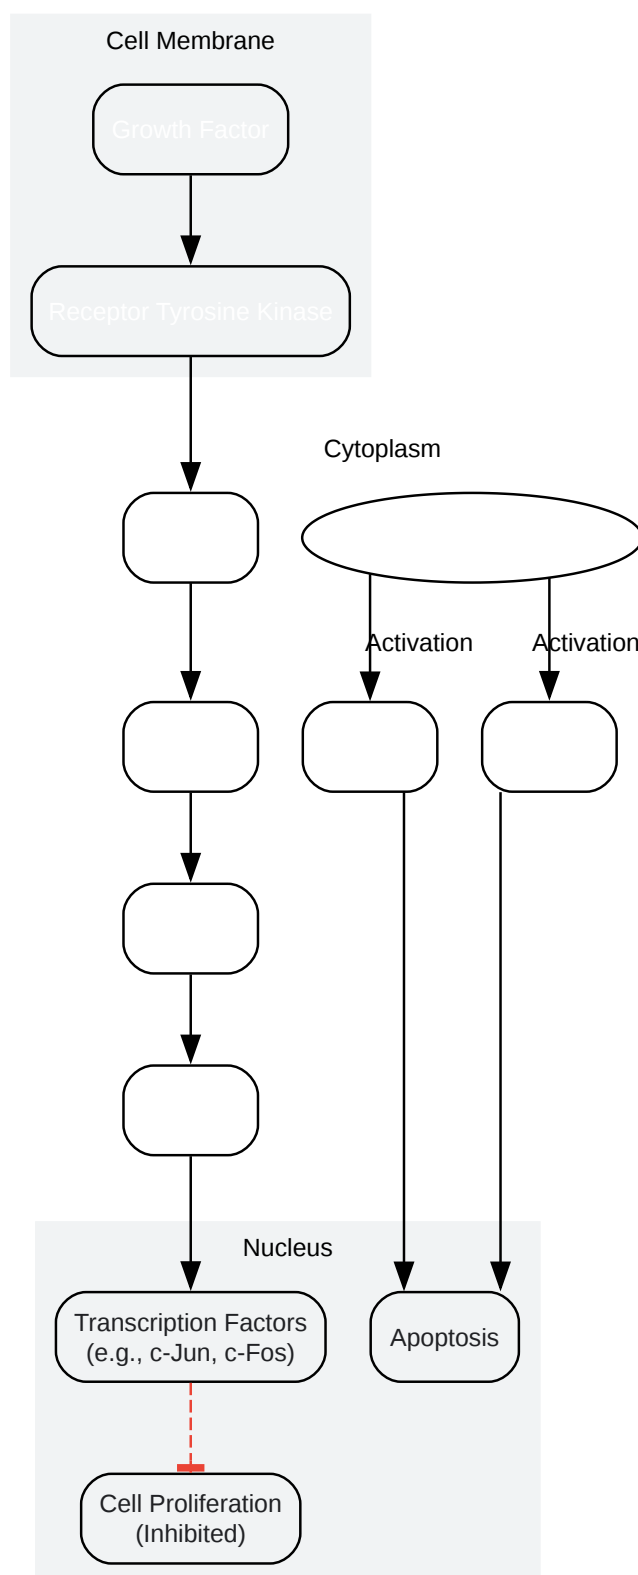 Cell Membrane
Growth Factor
Receptor Tyrosine Kinase
Cytoplasm
Activation
Activation
Nucleus
Transcription Factors
(e.g., c-Jun, c-Fos)
Apoptosis
Cell Proliferation
(Inhibited)